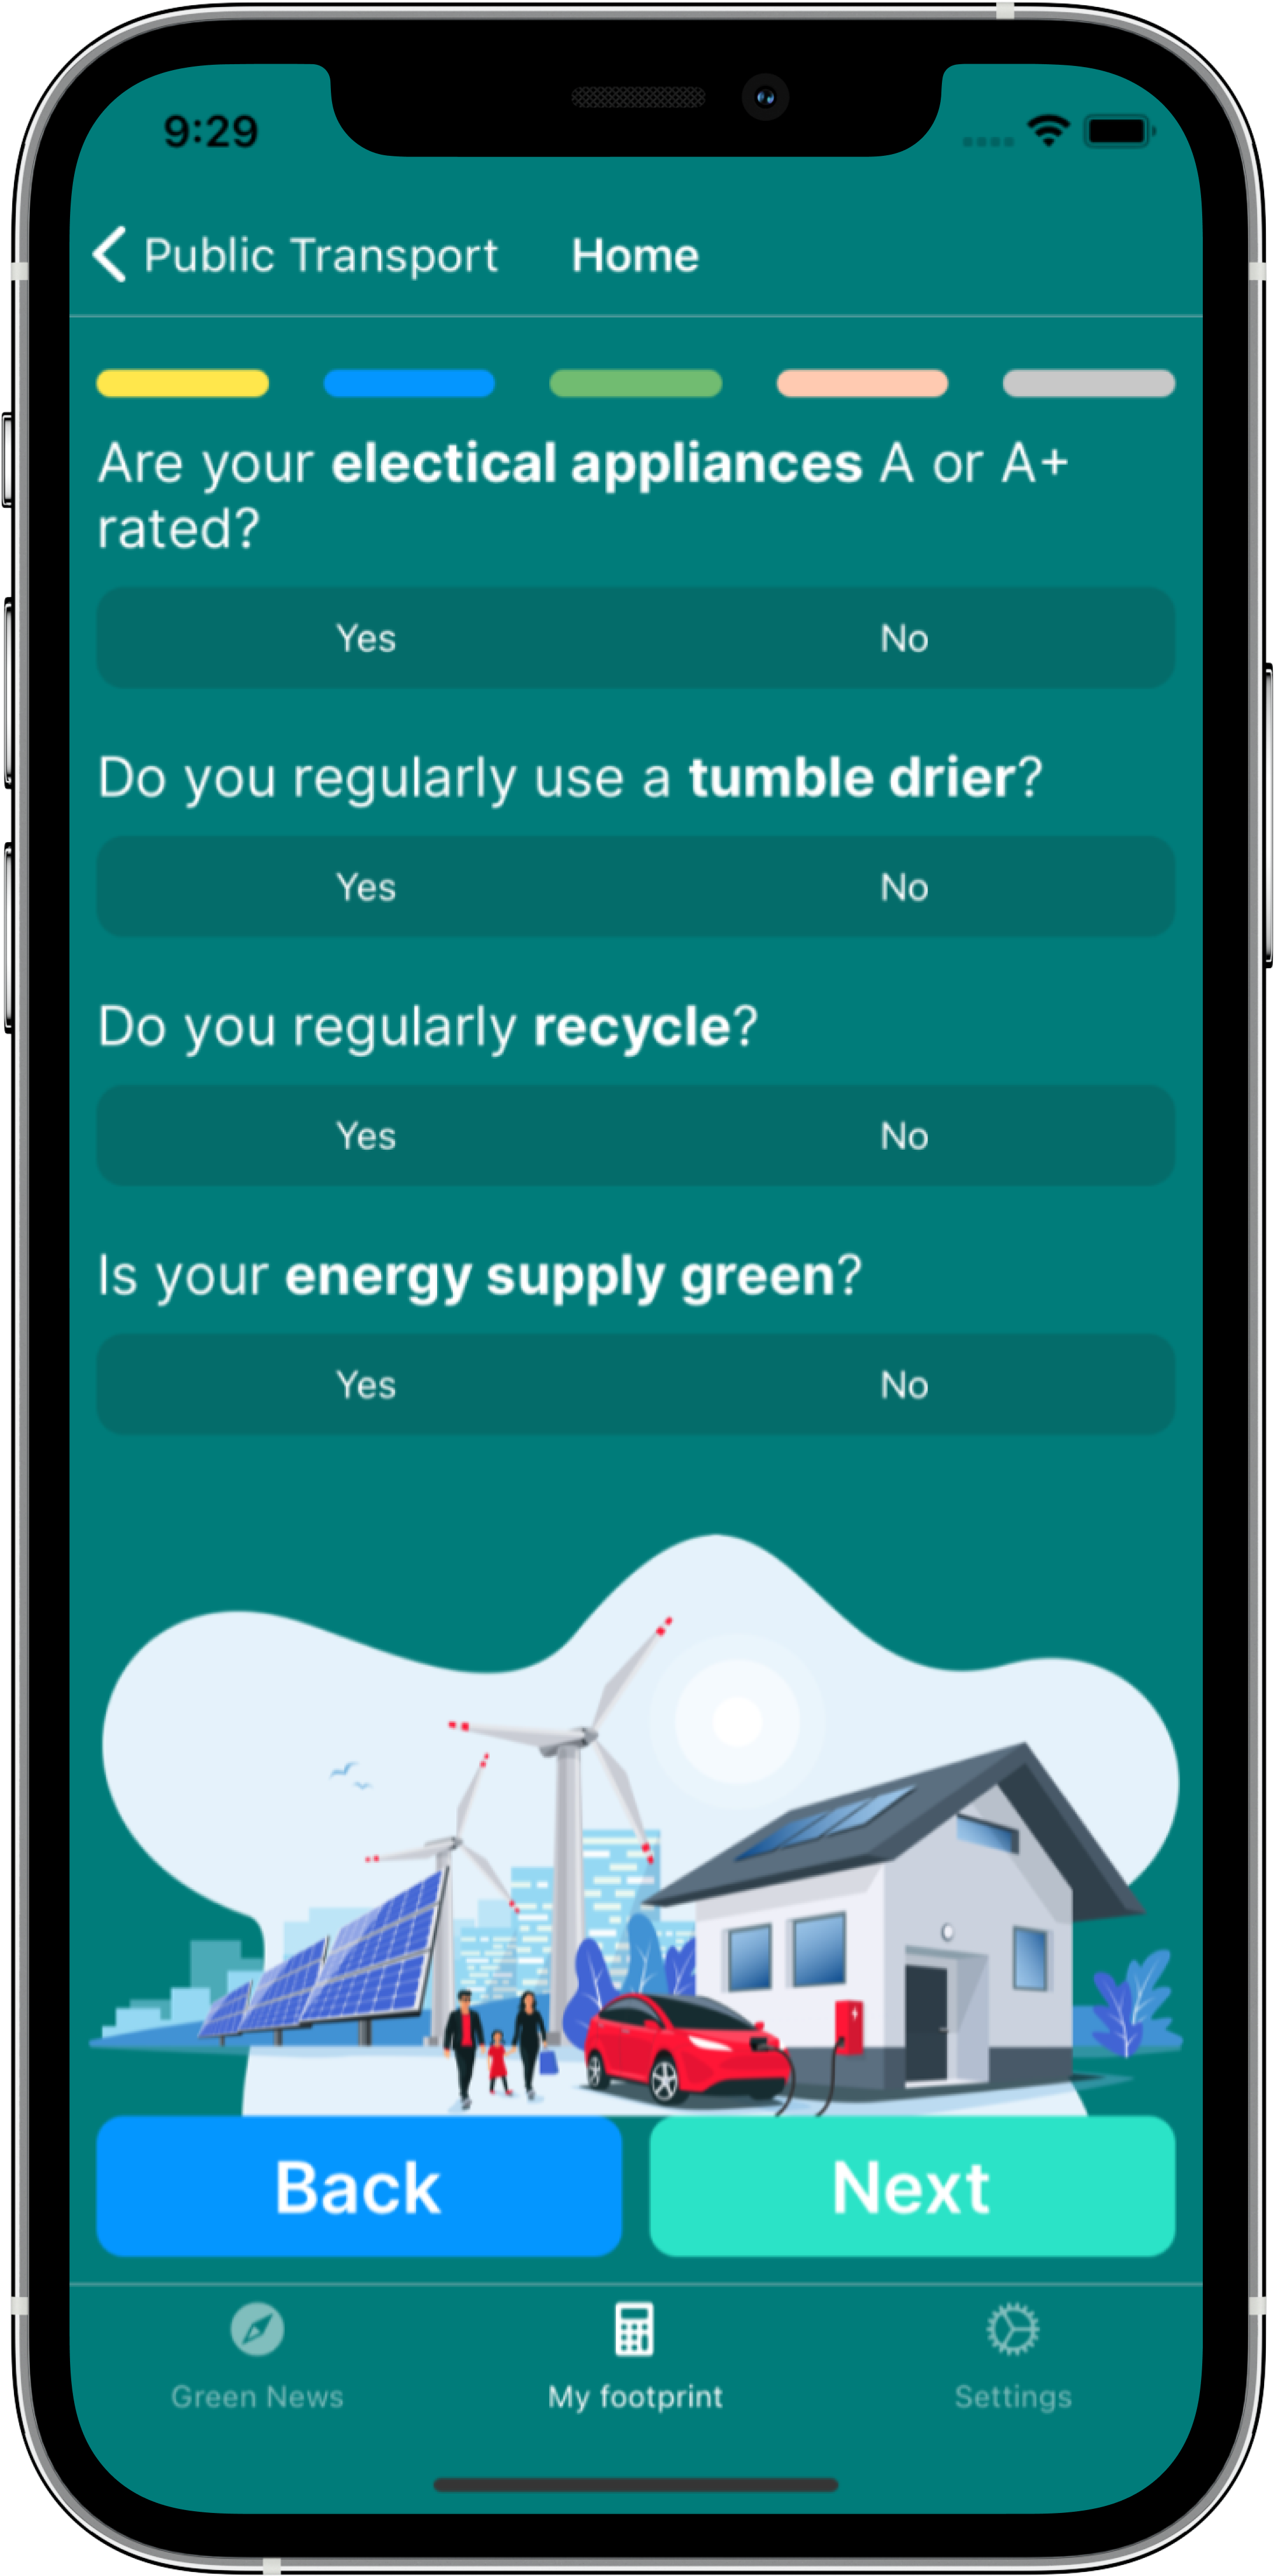 9:29
Public Transport Home
Are your electical appliances A or A+
rated?
Yes No
Do you regularly use a tumble drier?
Yes No
Do you regularly recycle?
Yes No
Is your energy supply green?
Yes No
Back Next
Green News My footprint Settings